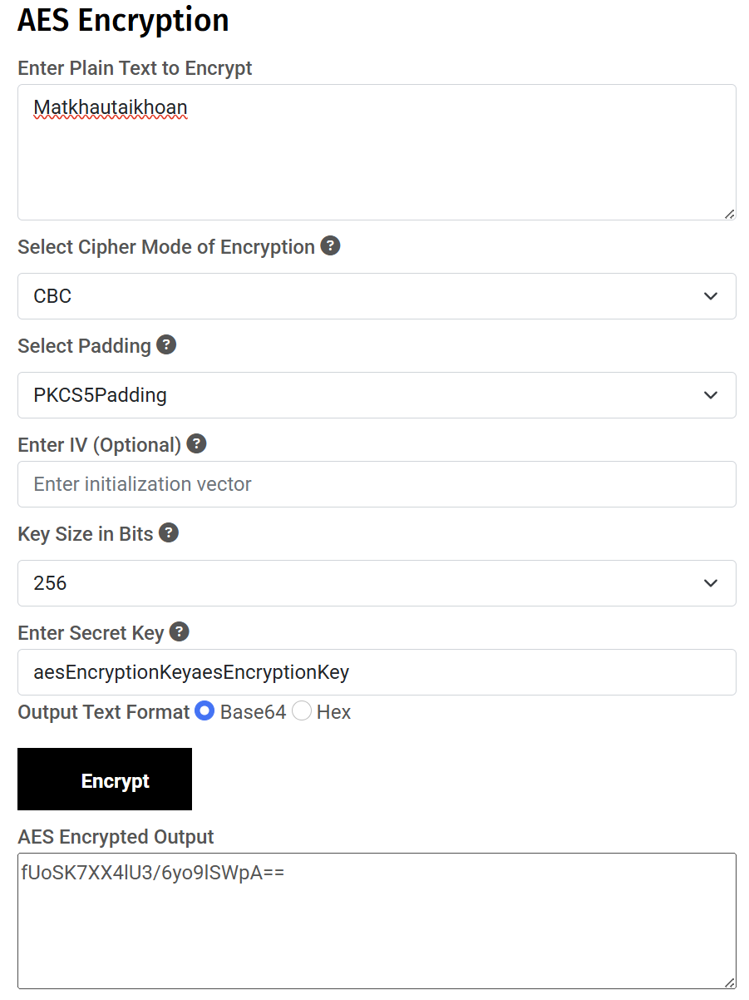 AES Encryption
Enter Plain Text to Encrypt
Matkhautaikhoan
Select Cipher Mode of Encryption ?
CBC
Select Padding ?
PKCS5Padding
Enter IV (Optional) ?
Enter initialization vector
Key Size in Bits ?
256
Enter Secret Key ?
aesEncryptionKeyaesEncryptionKey
Output Text Format Base64 Hex
Encrypt
AES Encrypted Output
fUoSK7XX4lU3/6yo9lSWpA==